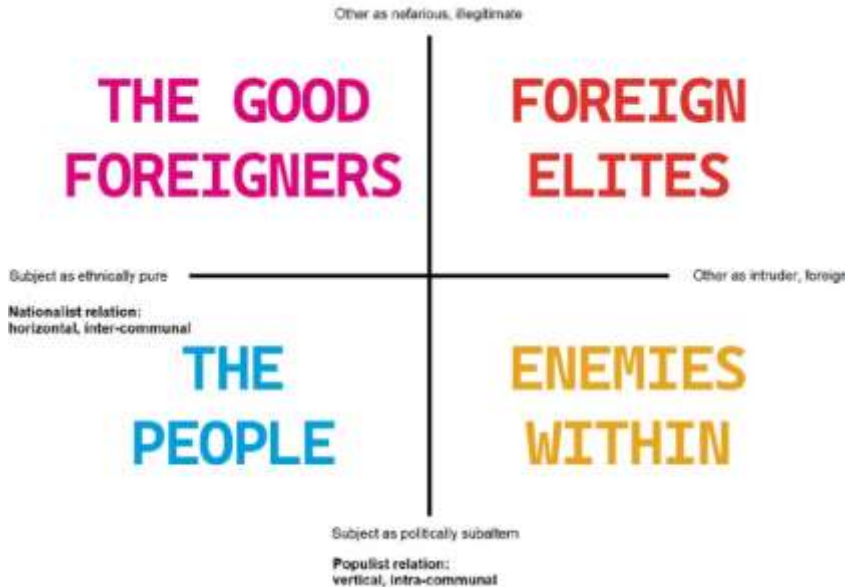 Other as nefarious, illegitimate
THE GOOD
FOREIGNERS
FOREIGN
ELITES
Subject as ethnically pure
Other as intruder, foreign
Nationalist relation:
horizontal, inter-communal
THE
PEOPLE
ENEMIES
WITHIN
Subject as politically subaltern
Populist relation:
vertical, intra-communal